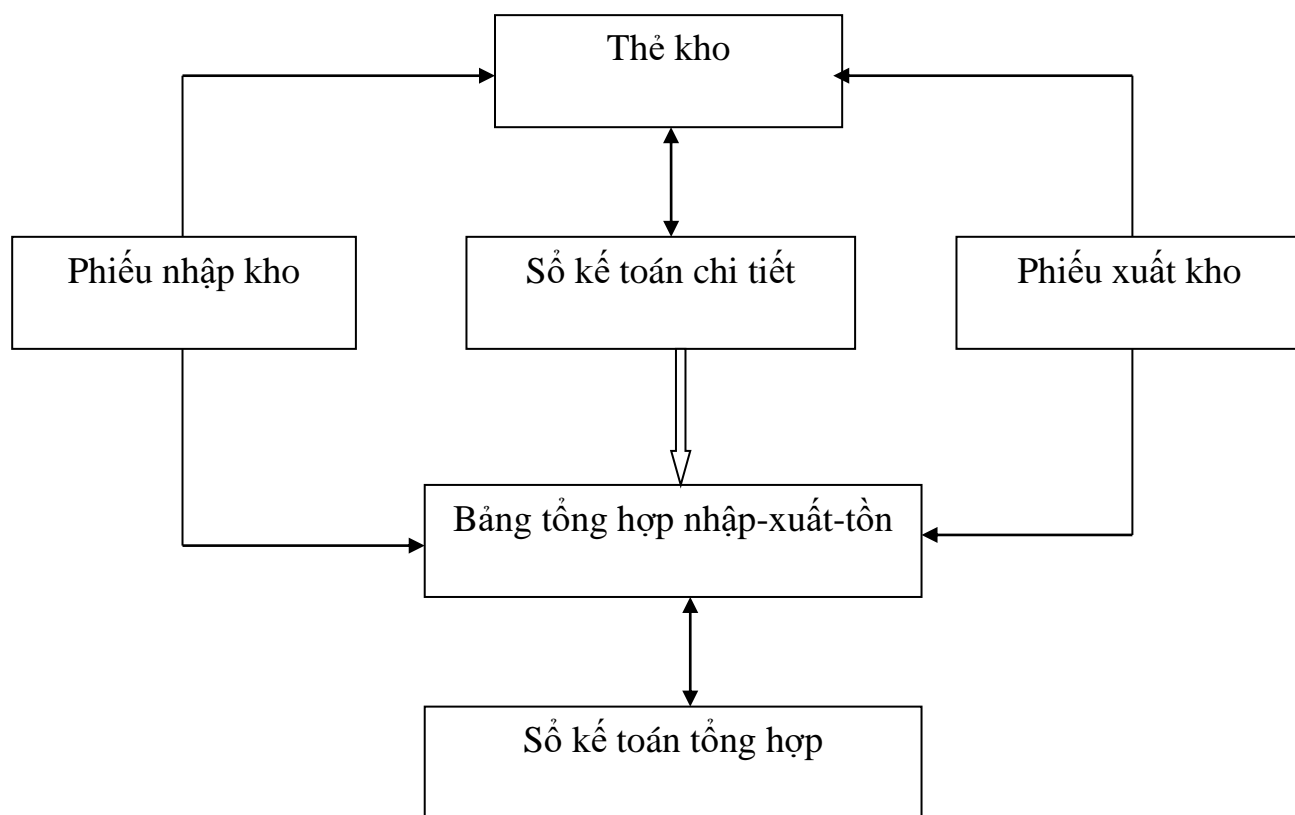 Thẻ kho
Phiếu nhập kho
Sổ kế toán chi tiết
Phiếu xuất kho
Bảng tổng hợp nhập-xuất-tồn
Sổ kế toán tổng hợp